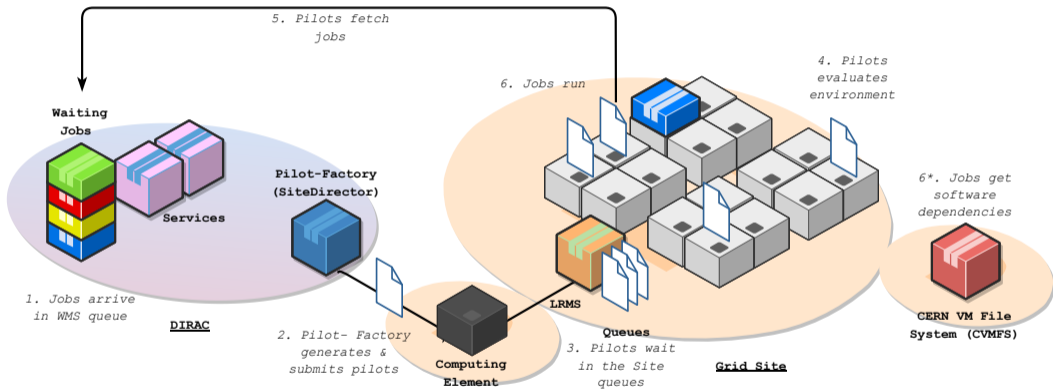 5. Pilots fetch
jobs
4. Pilots
evaluates
environment
6. Jobs run
Waiting
Jobs
Pilot-Factory
(SiteDirector)
Services
6*. Jobs get
software
dependencies
1. Jobs arrive
in WMS queue
DIRAC
LRMS
2. Pilot- Factory
generates &
submits pilots
Computing
Element
Queues
3. Pilots wait
in the Site
queues
Grid Site
CERN VM File
System (CVMFS)